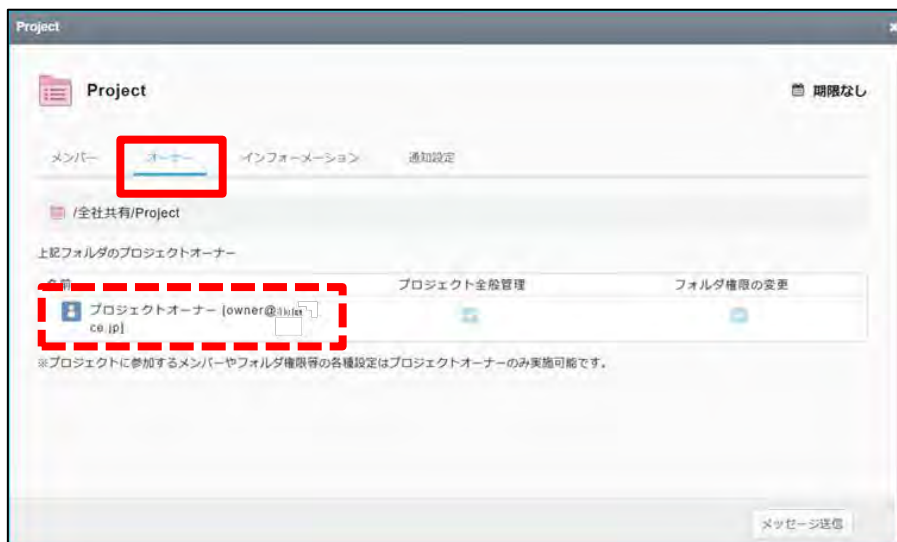 Project
Project
期限なし
メンバー オーナー インフォーメーション 通知設定
/全社共有/Project
上記フォルダのプロジェクトオーナー
名前 プロジェクト全般管理 フォルダ権限の変更
プロジェクトオーナー [owner@
ce.jp]
※プロジェクトに参加するメンバーやフォルダ権限等の各種設定はプロジェクトオーナーのみ実施可能です。
メッセージ送信